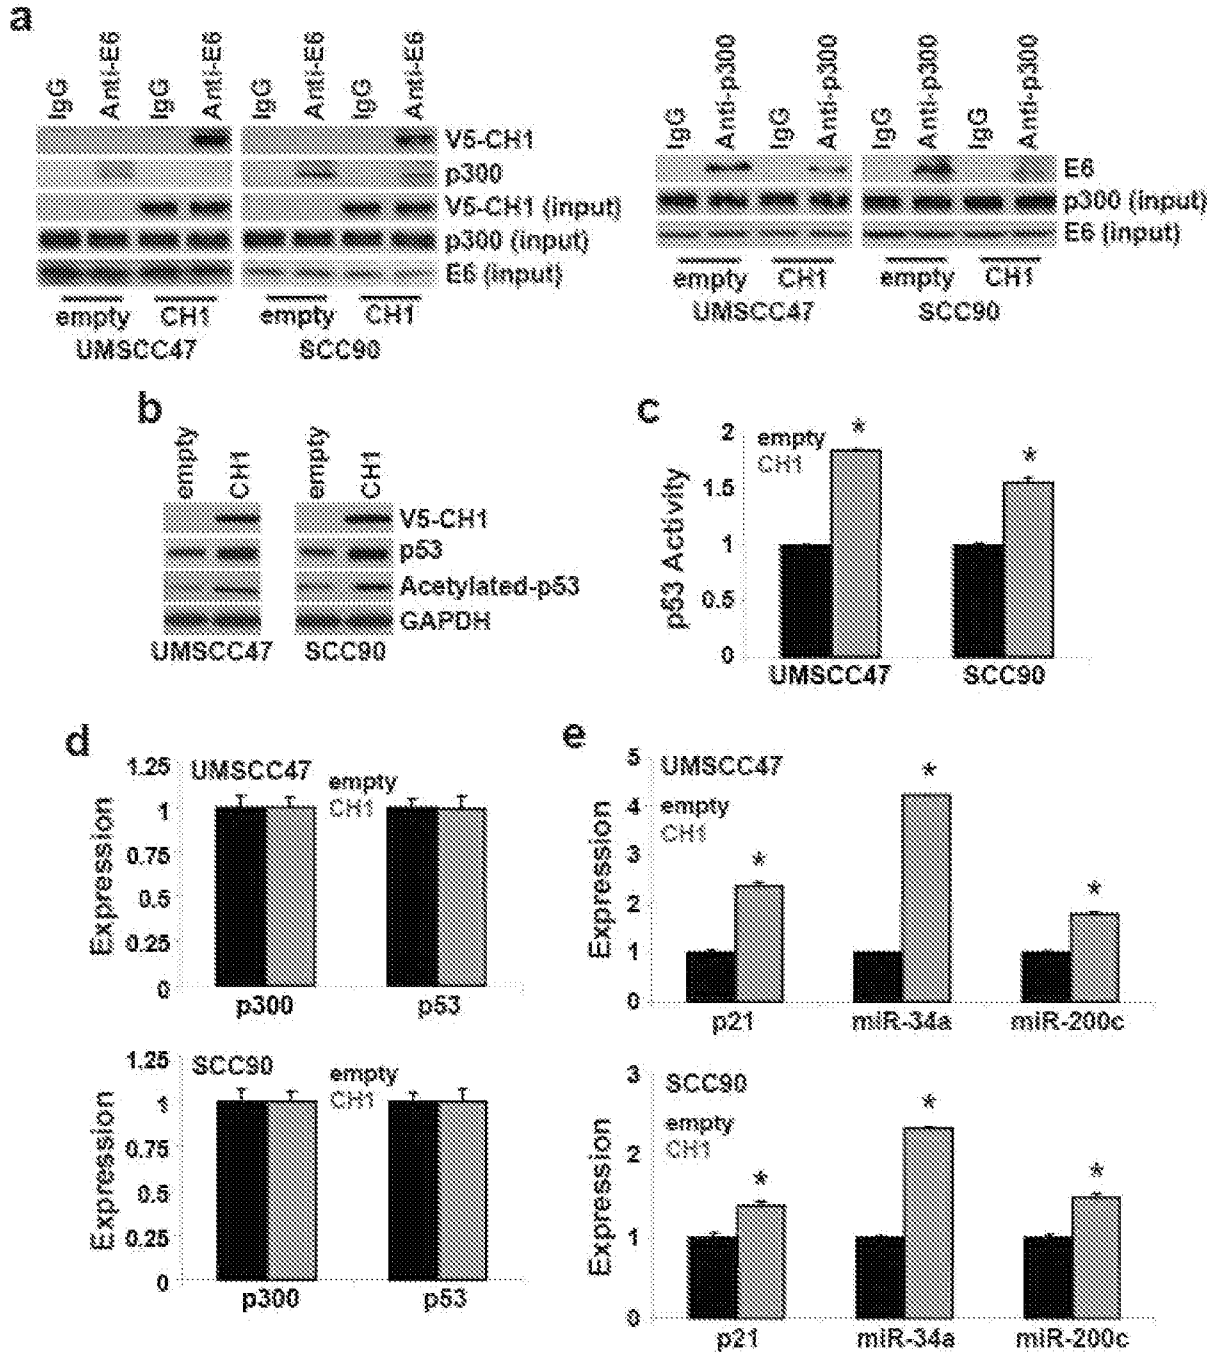 a
IgG Anti-E6 IgG Anti-E6 IgG Anti-E6 IgG Anti-E6
V5-CH1
p300
V5-CH1 (input)
p300 (input)
E6 (input)
empty CH1 empty CH1
UMSCC47 SCC90
IgG Anti-p300 IgG Anti-p300 IgG Anti-p300 IgG Anti-p300
E6
p300 (input)
E6 (input)
empty CH1 empty CH1
UMSCC47 SCC90
b
empty CH1 empty CH1
V5-CH1
p53
Acetylated-p53
GAPDH
UMSCC47 SCC90
c
p53 Activity
2
1.5
1
0.5
0
empty
CH1
* *
UMSCC47 SCC90
d
Expression
1.25
1
0.75
0.5
0.25
0
UMSCC47
empty
CH1
p300 p53
Expression
1.25
1
0.75
0.5
0.25
0
SCC90
empty
CH1
p300 p53
e
Expression
5
4
3
2
1
0
UMSCC47
empty
CH1
* * *
p21 miR-34a miR-200c
Expression
3
2
1
0
SCC90
empty
CH1
* * *
p21 miR-34a miR-200c